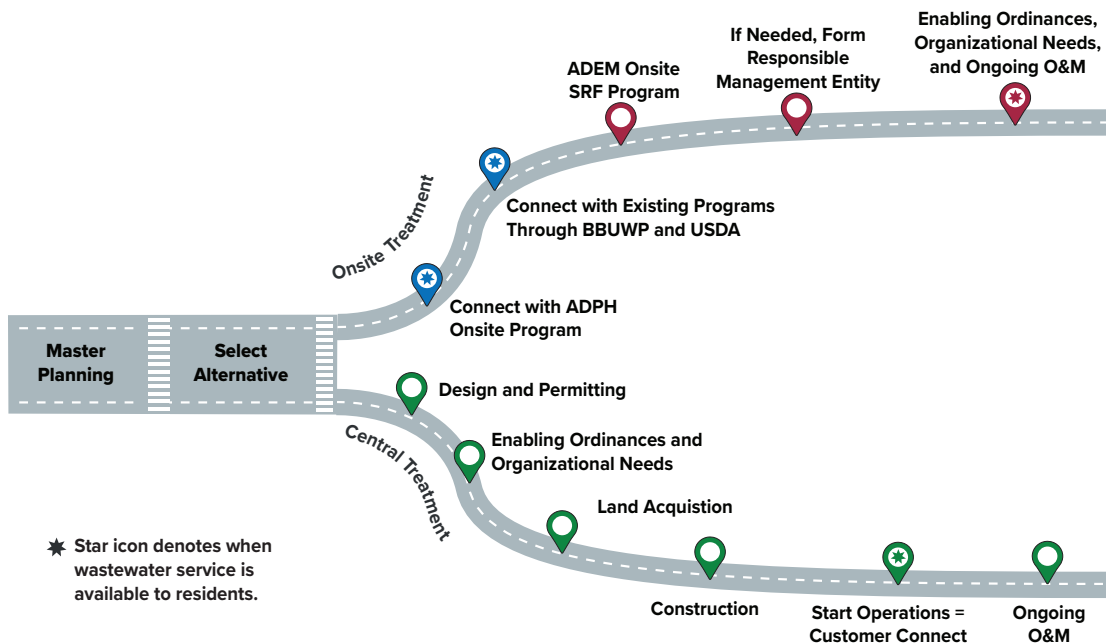 Enabling Ordinances,
Organizational Needs,
and Ongoing O&M
If Needed, Form
Responsible
Management Entity
ADEM Onsite
SRF Program
Connect with Existing Programs
Through BBUWP and USDA
Onsite Treatment
Connect with ADPH
Onsite Program
Master
Planning
Select
Alternative
Design and Permitting
Central Treatment
Enabling Ordinances and
Organizational Needs
Land Acquistion
Star icon denotes when
wastewater service is
available to residents.
Construction
Start Operations =
Customer Connect
Ongoing
O&M